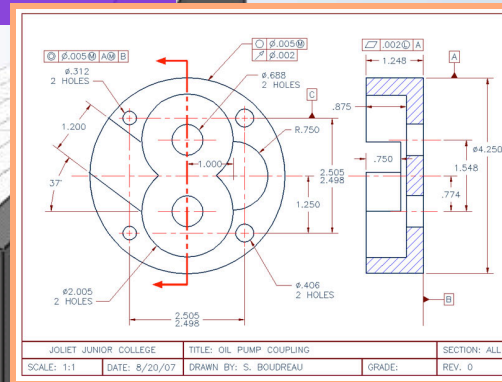 ◎ Ø.005Ⓜ AⓂ B
○ Ø.005Ⓜ
↗ Ø.002
⏥ .002Ⓛ A
1.248
A
ø.312
2 HOLES
ø.688
2 HOLES
C
.875
R.750
1.200
1.000
.750
ø4.250
2.505
2.498
1.548
37°
1.250
.774
ø2.005
2 HOLES
ø.406
2 HOLES
2.505
2.498
B
JOLIET JUNIOR COLLEGE TITLE: OIL PUMP COUPLING SECTION: ALL
SCALE: 1:1 DATE: 8/20/07 DRAWN BY: S. BOUDREAU GRADE: REV. 0